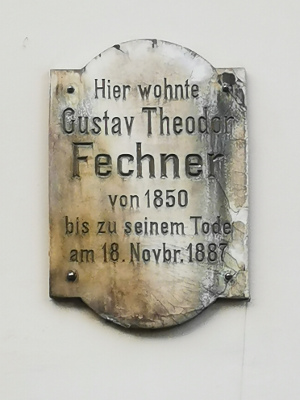 Hier wohnte
Gustav Theodor
Fechner
von 1850
bis zu seinem Tode
am 18. Novbr. 1887